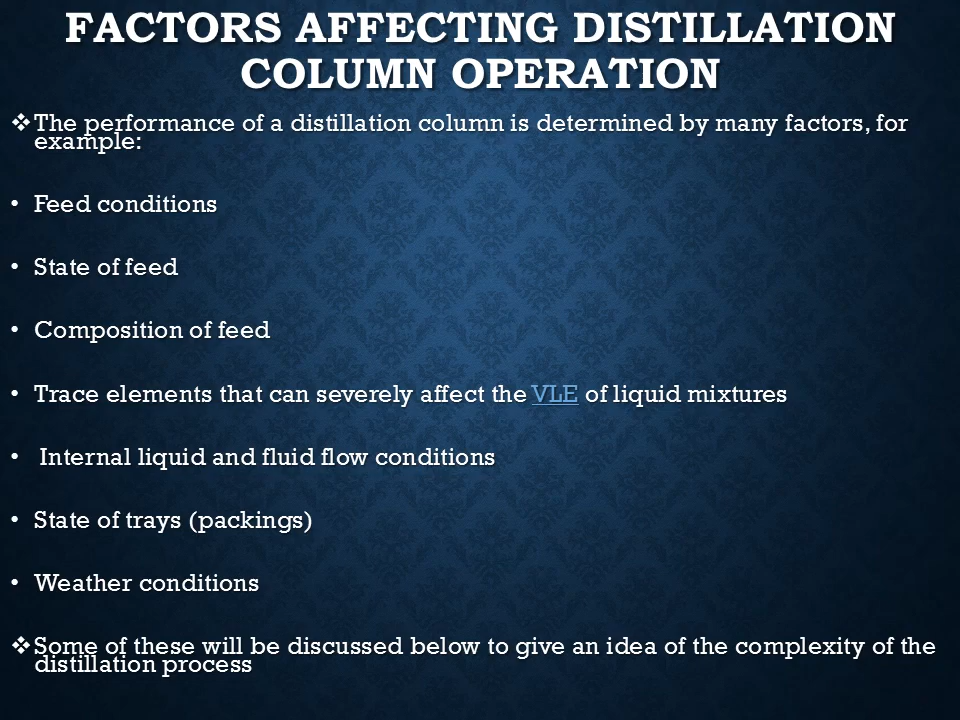 FACTORS AFFECTING DISTILLATION
COLUMN OPERATION
❖The performance of a distillation column is determined by many factors, for
example:
• Feed conditions
• State of feed
• Composition of feed
• Trace elements that can severely affect the VLE of liquid mixtures
• Internal liquid and fluid flow conditions
• State of trays (packings)
• Weather conditions
❖Some of these will be discussed below to give an idea of the complexity of the
distillation process